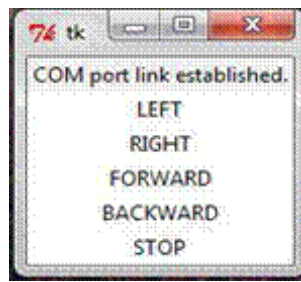 tk
COM port link established.
LEFT
RIGHT
FORWARD
BACKWARD
STOP